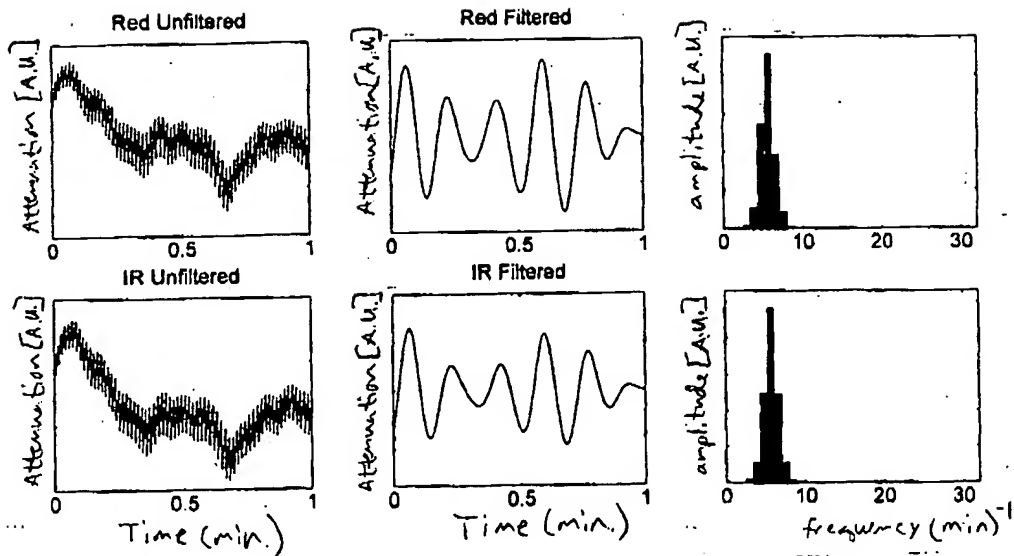 Red Unfiltered
Red Filtered
Attenuation [A.U.]
Attenuation [A.U.]
amplitude [A.U.]
0 0.5 1
0 0.5 1
0 10 20 30
IR Unfiltered
IR Filtered
Attenuation [A.U.]
Attenuation [A.U.]
amplitude [A.U.]
0 0.5 1
0 0.5 1
0 10 20 30
Time (min.)
Time (min.)
frequency (min)⁻¹